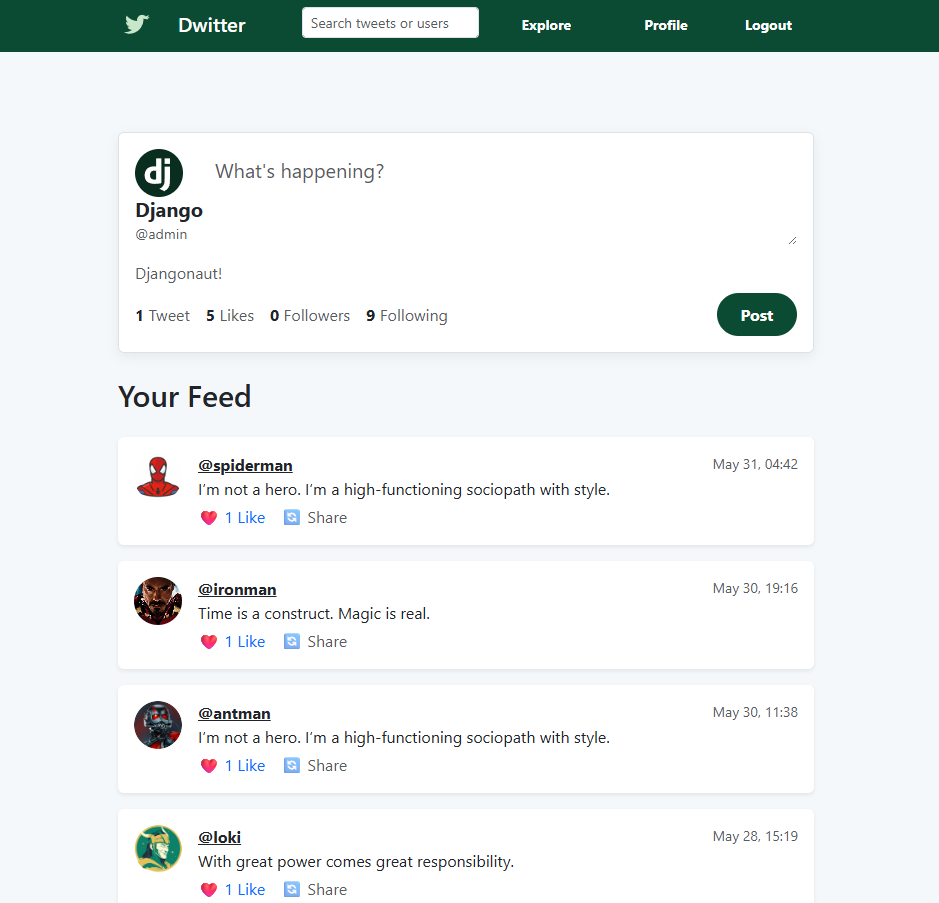 Dwitter
Search tweets or users
Explore
Profile
Logout
dj
What's happening?
Django
@admin
Djangonaut!
1 Tweet 5 Likes 0 Followers 9 Following
Post
Your Feed
@spiderman
May 31, 04:42
I’m not a hero. I’m a high-functioning sociopath with style.
1 Like Share
@ironman
May 30, 19:16
Time is a construct. Magic is real.
1 Like Share
@antman
May 30, 11:38
I’m not a hero. I’m a high-functioning sociopath with style.
1 Like Share
@loki
May 28, 15:19
With great power comes great responsibility.
1 Like Share